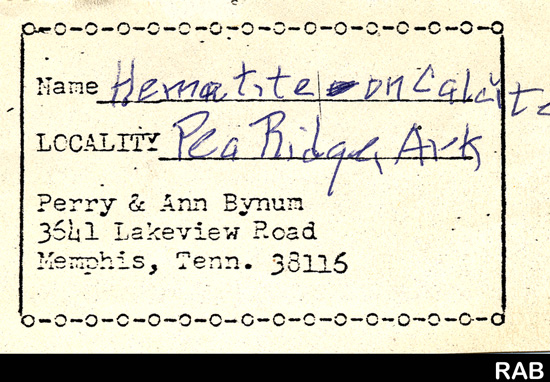 Name Hematite on Calcite
LOCALITY Pea Ridge, Ark
Perry & Ann Bynum
3641 Lakeview Road
Memphis, Tenn. 38116
RAB